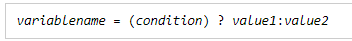 variablename = (condition) ? value1:value2